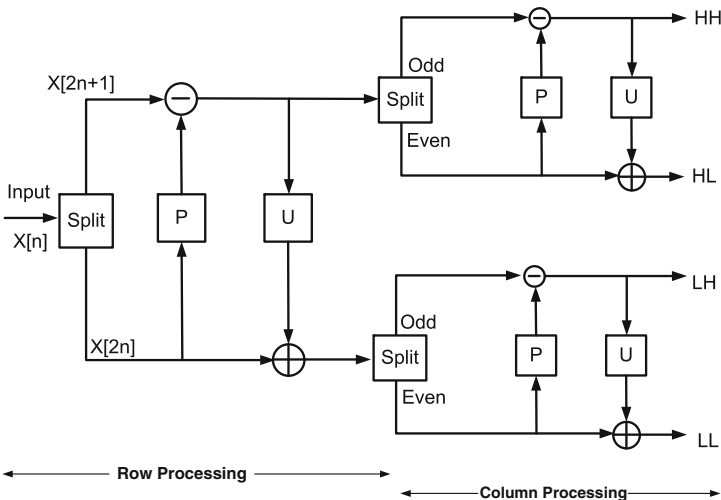 HH
X[2n+1]
Odd
Split
P
U
Even
HL
Input
X[n]
Split
P
U
LH
X[2n]
Odd
Split
P
U
Even
LL
Row Processing
Column Processing